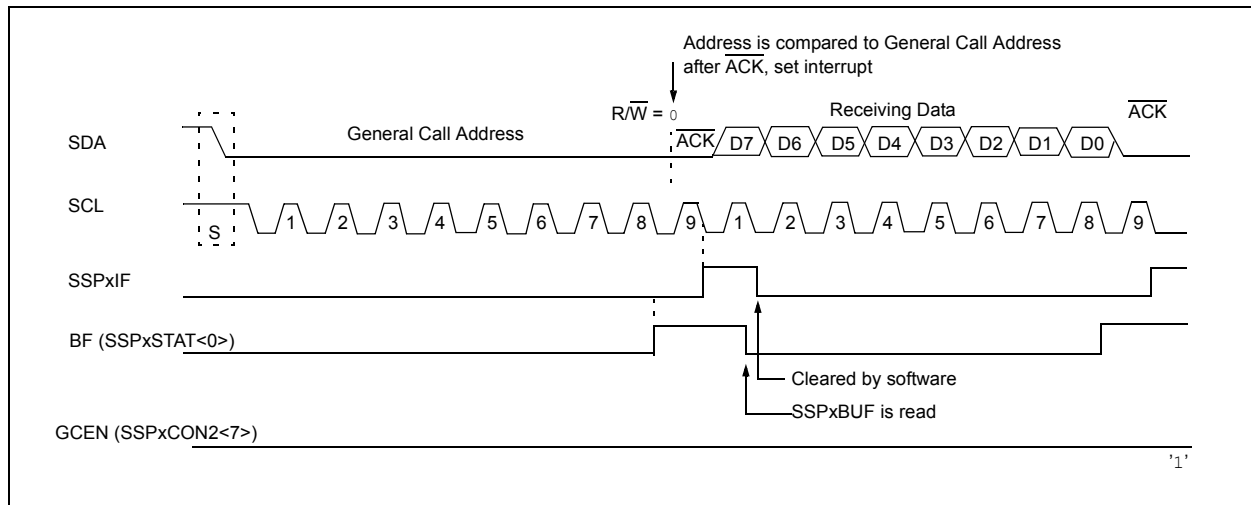 Address is compared to General Call Address
after ACK, set interrupt
R/W = 0
General Call Address
Receiving Data
ACK
SDA
ACK D7 D6 D5 D4 D3 D2 D1 D0
SCL
S
1 2 3 4 5 6 7 8 9 1 2 3 4 5 6 7 8 9
SSPxIF
BF (SSPxSTAT<0>)
Cleared by software
SSPxBUF is read
GCEN (SSPxCON2<7>)
'1'